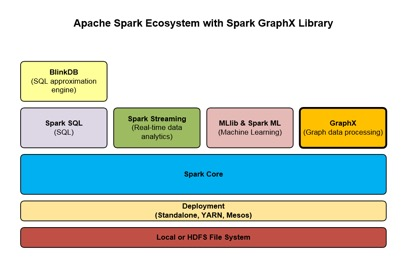 Apache Spark Ecosystem with Spark GraphX Library
BlinkDB
(SQL approximation
engine)
Spark SQL
(SQL)
Spark Streaming
(Real-time data
analytics)
MLlib & Spark ML
(Machine Learning)
GraphX
(Graph data processing)
Spark Core
Deployment
(Standalone, YARN, Mesos)
Local or HDFS File System